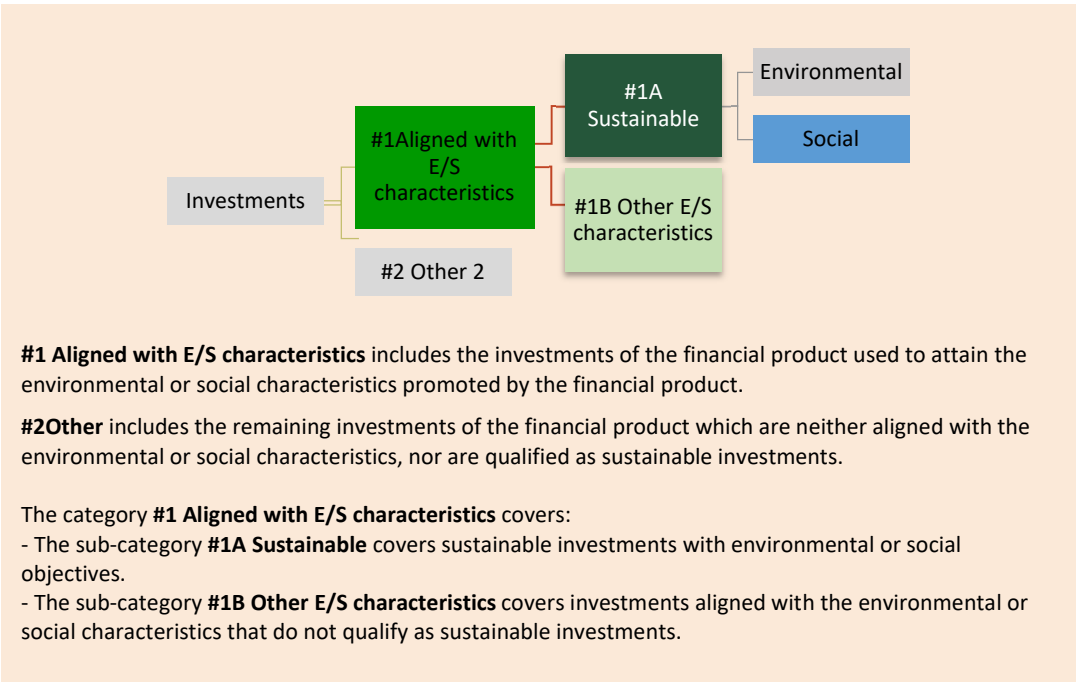 Environmental
#1A
Sustainable
Social
#1Aligned with
E/S
characteristics
Investments
#1B Other E/S
characteristics
#2 Other 2
#1 Aligned with E/S characteristics includes the investments of the financial product used to attain the
environmental or social characteristics promoted by the financial product.
#2Other includes the remaining investments of the financial product which are neither aligned with the
environmental or social characteristics, nor are qualified as sustainable investments.
The category #1 Aligned with E/S characteristics covers:
- The sub-category #1A Sustainable covers sustainable investments with environmental or social
objectives.
- The sub-category #1B Other E/S characteristics covers investments aligned with the environmental or
social characteristics that do not qualify as sustainable investments.